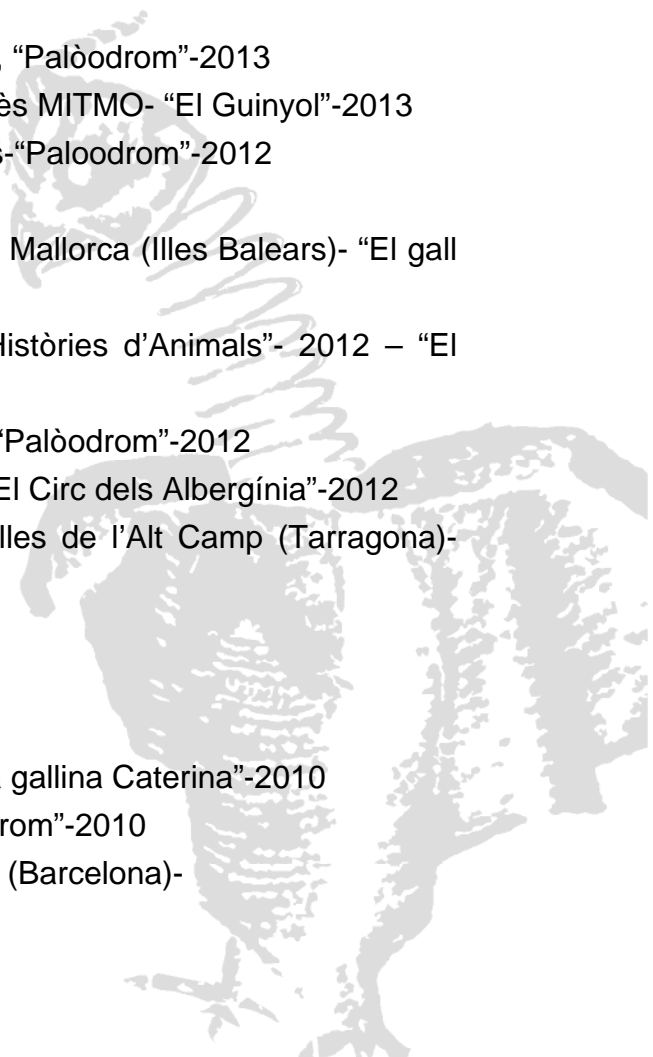 , “Palòodrom”-2013
ès MITMO- “El Guinyol”-2013
s-“Paloodrom”-2012
Mallorca (Illes Balears)- “El gall
Històries d’Animals”- 2012 – “El
“Palòodrom”-2012
El Circ dels Albergínia”-2012
lles de l’Alt Camp (Tarragona)-
gallina Caterina”-2010
rom”-2010
(Barcelona)-